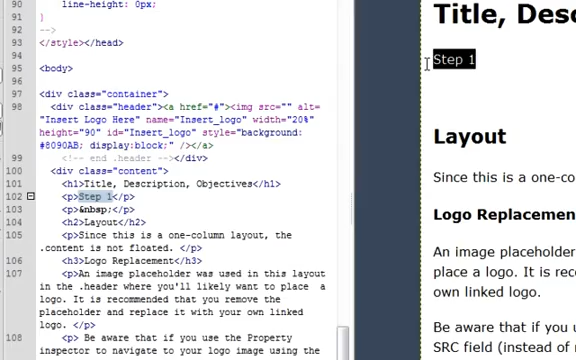 90 line-height: 0px;
91 }
92 -->
93 </style></head>
94
95 <body>
96
97 <div class="container">
98 <div class="header"><a href="#"><img src="" alt=
"Insert Logo Here" name="Insert_logo" width="20%"
height="90" id="Insert_logo" style="background:
#8090AB; display:block;" /></a>
99 <!-- end .header --></div>
100 <div class="content">
101 <h1>Title, Description, Objectives</h1>
102 <p>Step 1</p>
103 <p>&nbsp;</p>
104 <h2>Layout</h2>
105 <p>Since this is a one-column layout, the
.content is not floated. </p>
106 <h3>Logo Replacement</h3>
107 <p>An image placeholder was used in this layout
in the .header where you'll likely want to place a
logo. It is recommended that you remove the
placeholder and replace it with your own linked
logo. </p>
108 <p> Be aware that if you use the Property
inspector to navigate to your logo image using the
Title, Desc
Step 1
Layout
Since this is a one-co
Logo Replacemen
An image placeholder
place a logo. It is rec
own linked logo.
Be aware that if you u
SRC field (instead of